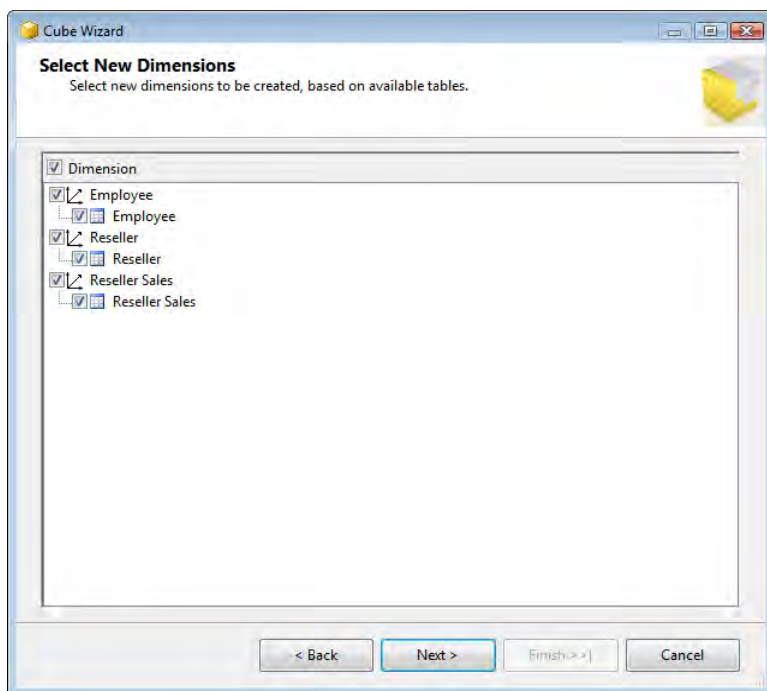 Cube Wizard
Select New Dimensions
Select new dimensions to be created, based on available tables.
Dimension
Employee
Employee
Reseller
Reseller
Reseller Sales
Reseller Sales
< Back Next > Finish >>| Cancel